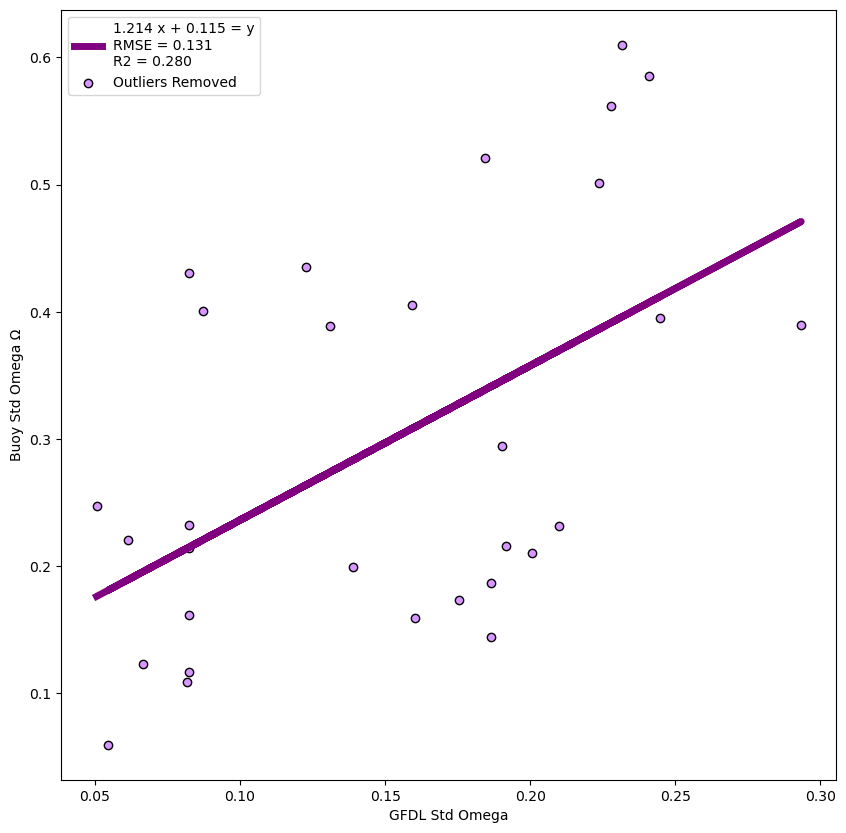 1.214 x + 0.115 = y
RMSE = 0.131
R2 = 0.280
Outliers Removed
0.6
0.5
0.4
0.3
0.2
0.1
Buoy Std Omega Ω
0.05
0.10
0.15
0.20
0.25
0.30
GFDL Std Omega